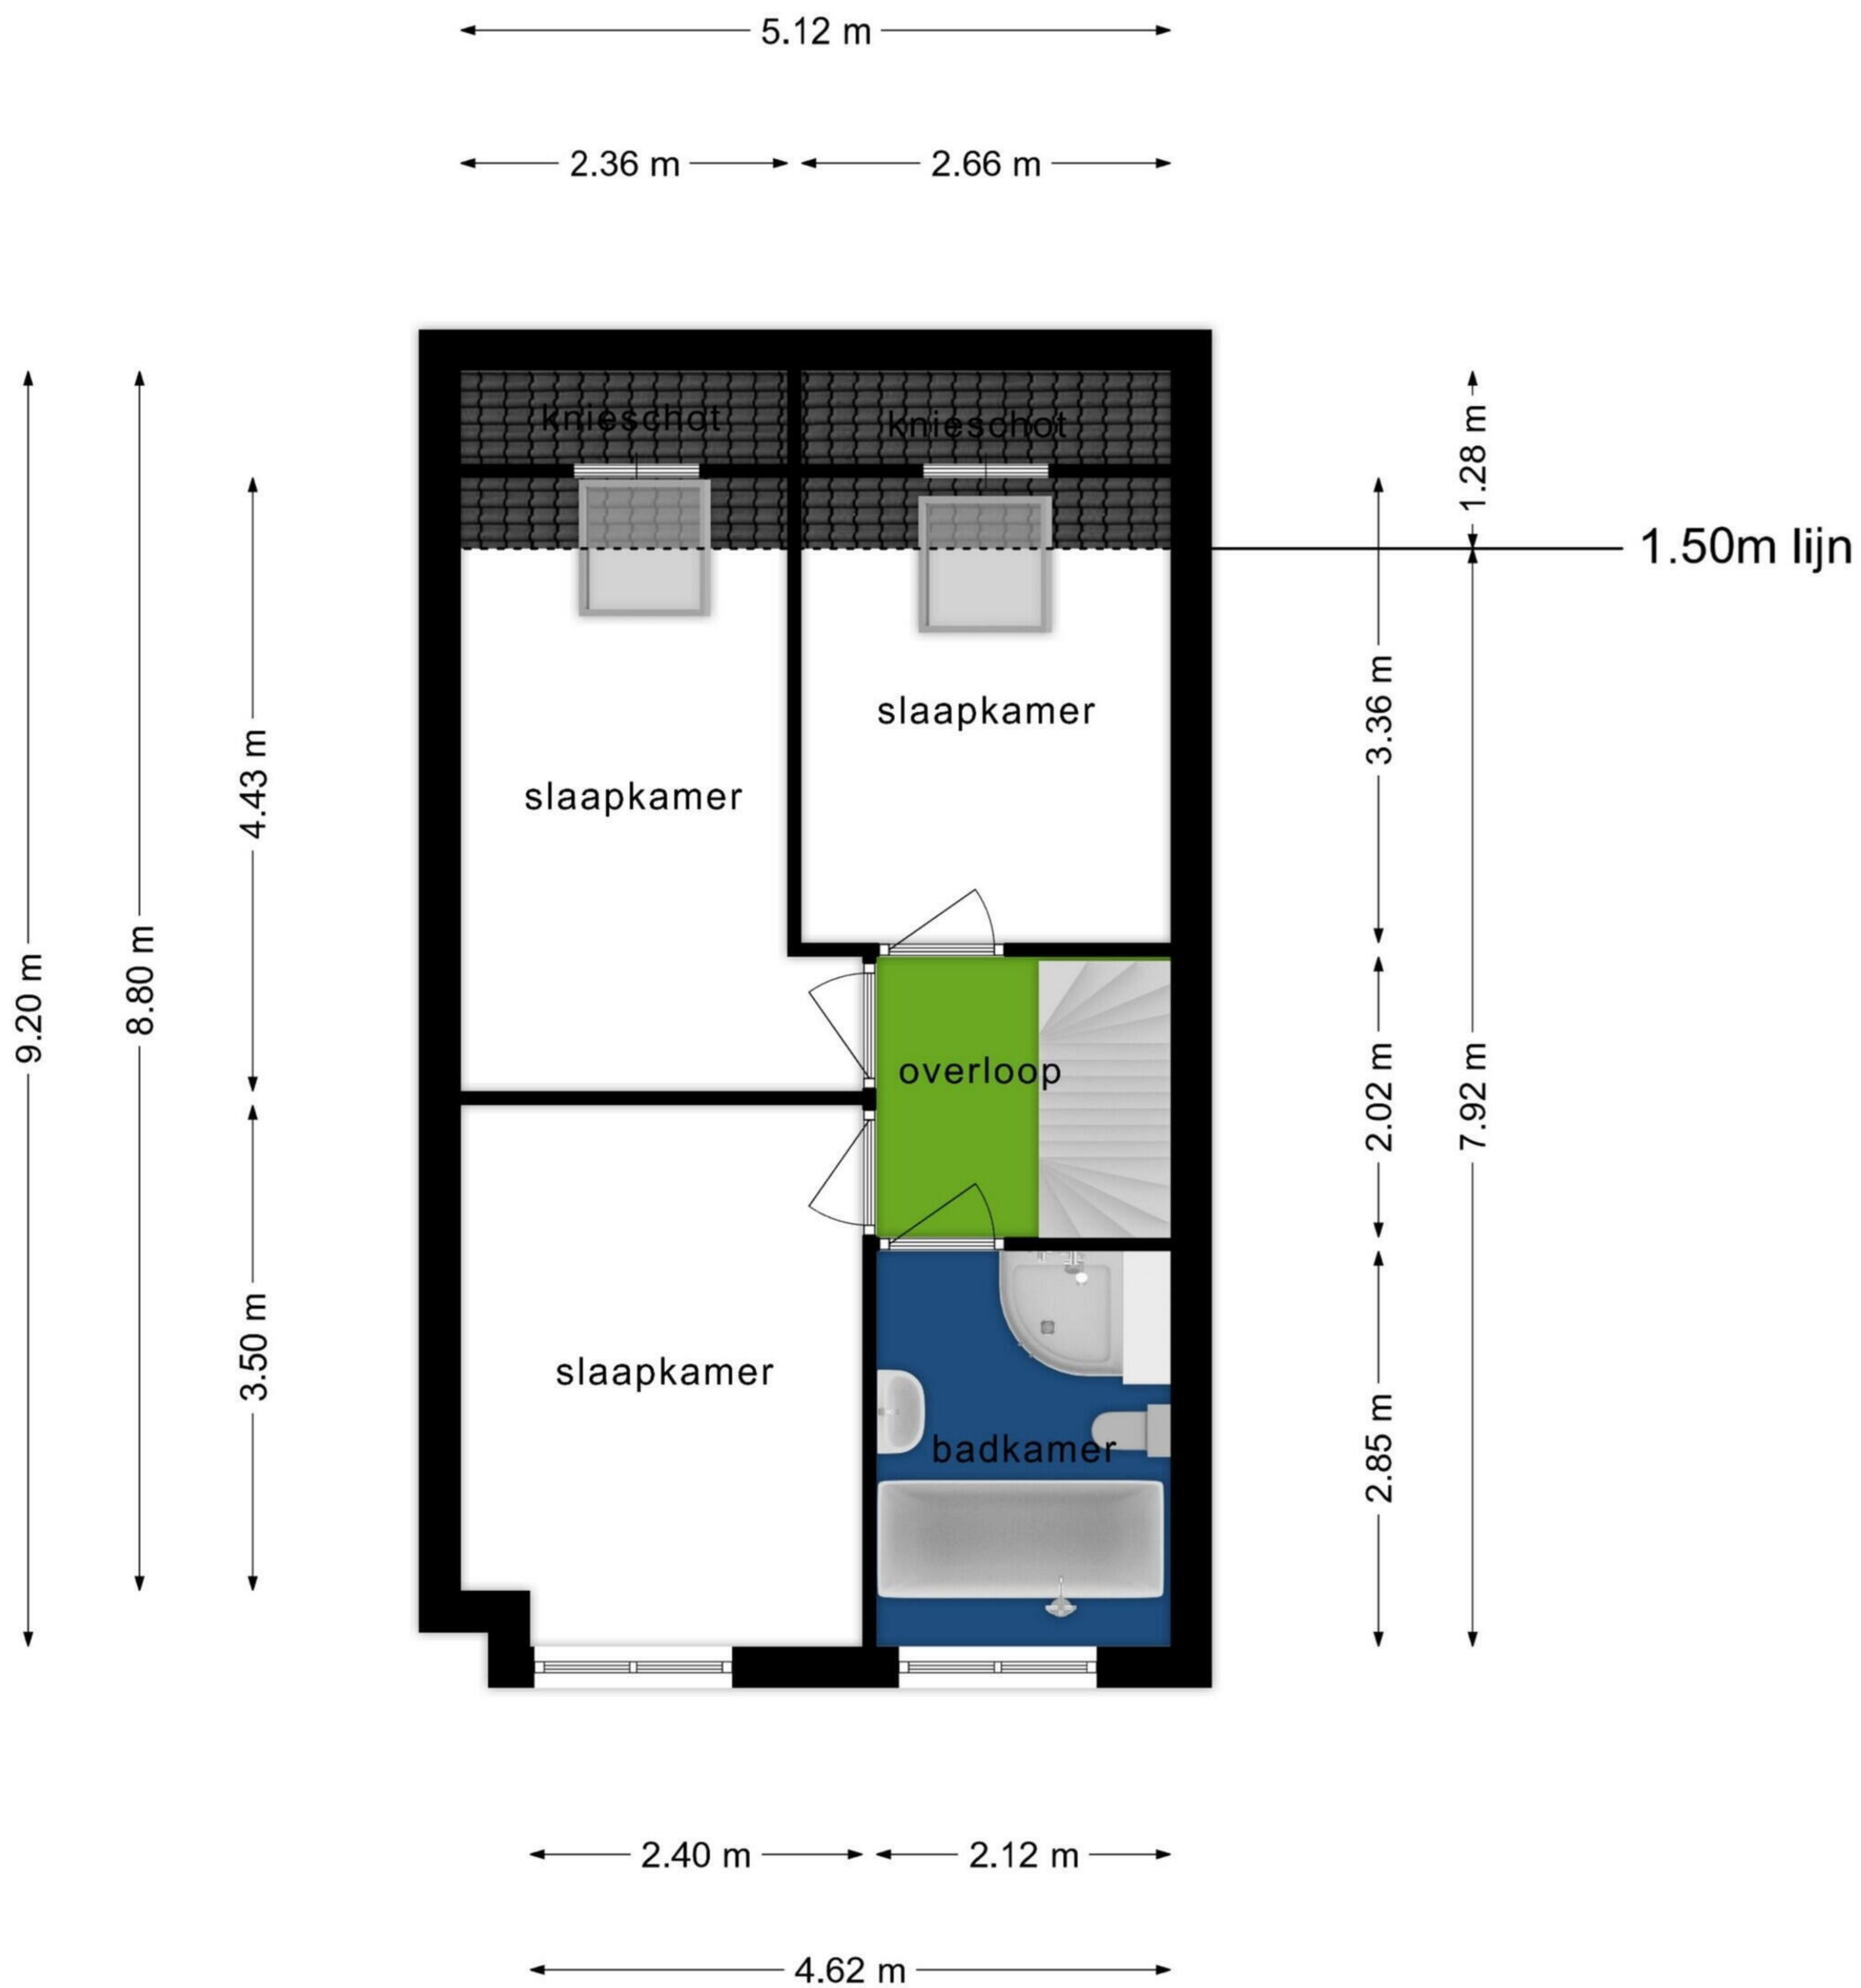 5.12 m
2.36 m
2.66 m
knieschot
knieschot
1.28 m
1.50m lijn
3.36 m
slaapkamer
4.43 m
slaapkamer
9.20 m
8.80 m
overloop
2.02 m
7.92 m
3.50 m
slaapkamer
badkamer
2.85 m
2.40 m
2.12 m
4.62 m